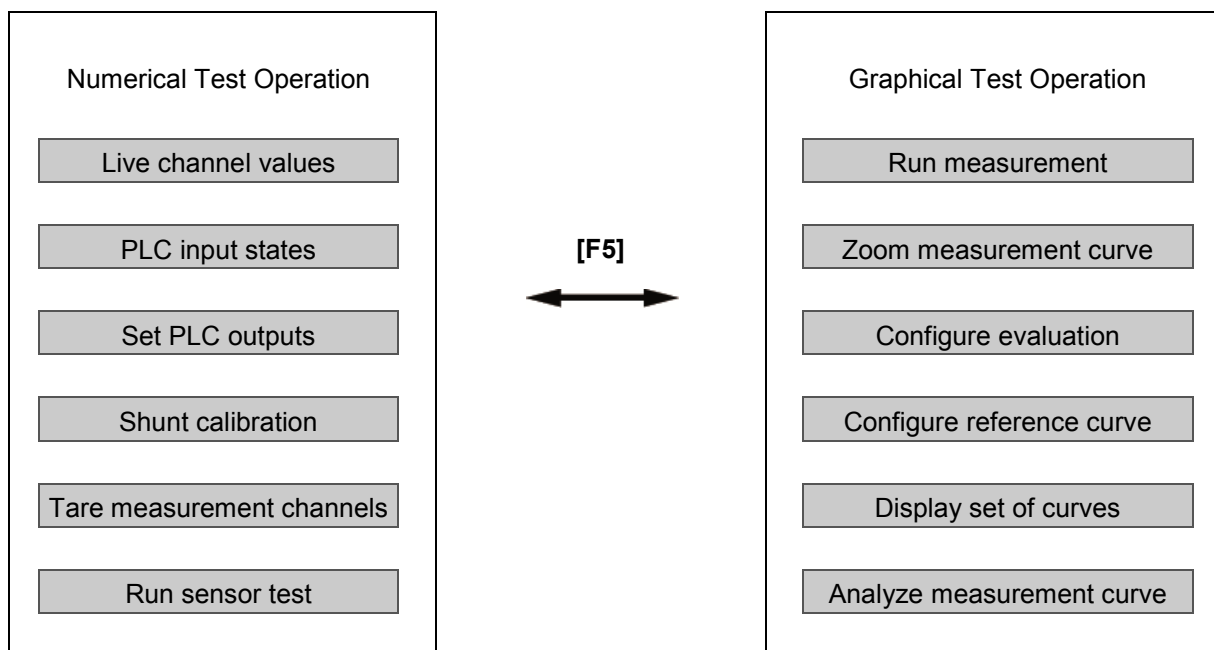 Numerical Test Operation
Live channel values
PLC input states
Set PLC outputs
Shunt calibration
Tare measurement channels
Run sensor test
[F5]
Graphical Test Operation
Run measurement
Zoom measurement curve
Configure evaluation
Configure reference curve
Display set of curves
Analyze measurement curve